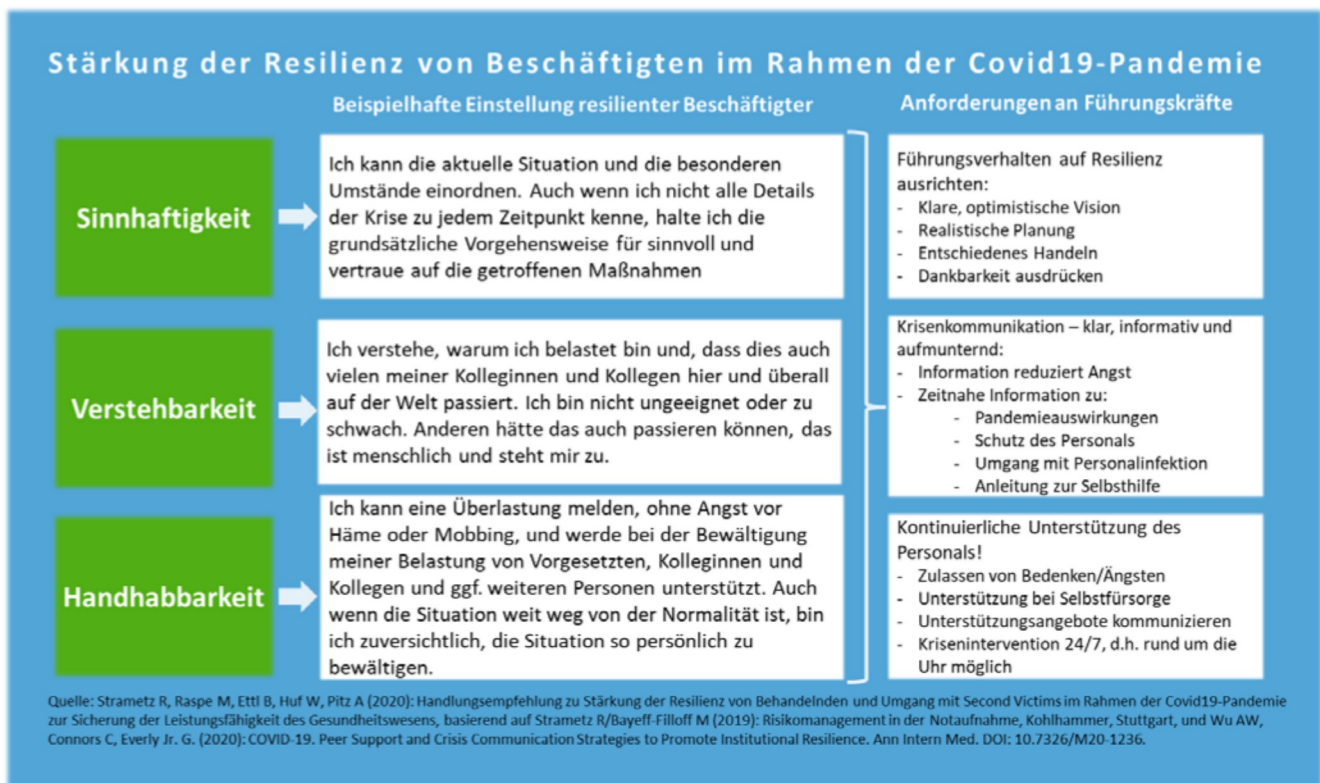 Stärkung der Resilienz von Beschäftigten im Rahmen der Covid19-Pandemie
Beispielhafte Einstellung resilienter Beschäftigter
Anforderungen an Führungskräfte
Sinnhaftigkeit
Ich kann die aktuelle Situation und die besonderen
Umstände einordnen. Auch wenn ich nicht alle Details
der Krise zu jedem Zeitpunkt kenne, halte ich die
grundsätzliche Vorgehensweise für sinnvoll und
vertraue auf die getroffenen Maßnahmen
Verstehbarkeit
Ich verstehe, warum ich belastet bin und, dass dies auch
vielen meiner Kolleginnen und Kollegen hier und überall
auf der Welt passiert. Ich bin nicht ungeeignet oder zu
schwach. Anderen hätte das auch passieren können, das
ist menschlich und steht mir zu.
Handhabbarkeit
Ich kann eine Überlastung melden, ohne Angst vor
Häme oder Mobbing, und werde bei der Bewältigung
meiner Belastung von Vorgesetzten, Kolleginnen und
Kollegen und ggf. weiteren Personen unterstützt. Auch
wenn die Situation weit weg von der Normalität ist, bin
ich zuversichtlich, die Situation so persönlich zu
bewältigen.
Führungsverhalten auf Resilienz
ausrichten:
- Klare, optimistische Vision
- Realistische Planung
- Entschiedenes Handeln
- Dankbarkeit ausdrücken
Krisenkommunikation – klar, informativ und
aufmunternd:
- Information reduziert Angst
- Zeitnahe Information zu:
- Pandemieauswirkungen
- Schutz des Personals
- Umgang mit Personalinfektion
- Anleitung zur Selbsthilfe
Kontinuierliche Unterstützung des
Personals!
- Zulassen von Bedenken/Ängsten
- Unterstützung bei Selbstfürsorge
- Unterstützungsangebote kommunizieren
- Krisenintervention 24/7, d.h. rund um die
Uhr möglich
Quelle: Strametz R, Raspe M, Ettl B, Huf W, Pitz A (2020): Handlungsempfehlung zu Stärkung der Resilienz von Behandelnden und Umgang mit Second Victims im Rahmen der Covid19-Pandemie
zur Sicherung der Leistungsfähigkeit des Gesundheitswesens, basierend auf Strametz R/Bayeff-Filloff M (2019): Risikomanagement in der Notaufnahme, Kohlhammer, Stuttgart, und Wu AW,
Connors C, Everly Jr. G. (2020): COVID-19. Peer Support and Crisis Communication Strategies to Promote Institutional Resilience. Ann Intern Med. DOI: 10.7326/M20-1236.